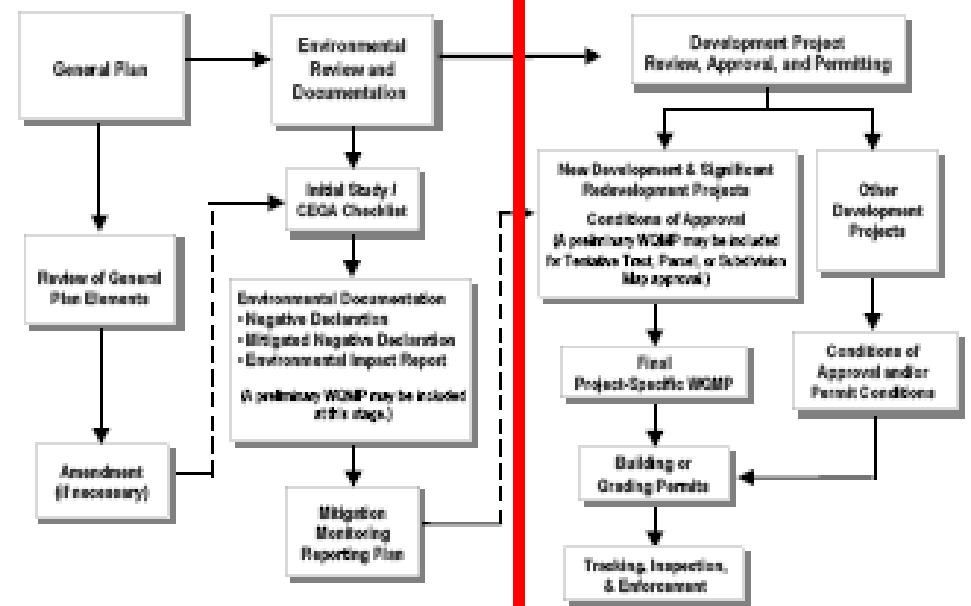 General Plan
Environmental
Review and
Documentation
Development Project
Review, Approval, and Permitting
Initial Study /
CEQA Checklist
New Development & Significant
Redevelopment Projects
Conditions of Approval
(A preliminary WQMP may be included
for Tentative Tract, Parcel, or Subdivision
Map approval.)
Other
Development
Projects
Review of General
Plan Elements
Environmental Documentation
• Negative Declaration
• Mitigated Negative Declaration
• Environmental Impact Report
(A preliminary WQMP may be included
at this stage.)
Final
Project-Specific WQMP
Conditions of
Approval and/or
Permit Conditions
Amendment
(if necessary)
Building or
Grading Permits
Mitigation
Monitoring
Reporting Plan
Tracking, Inspection,
& Enforcement